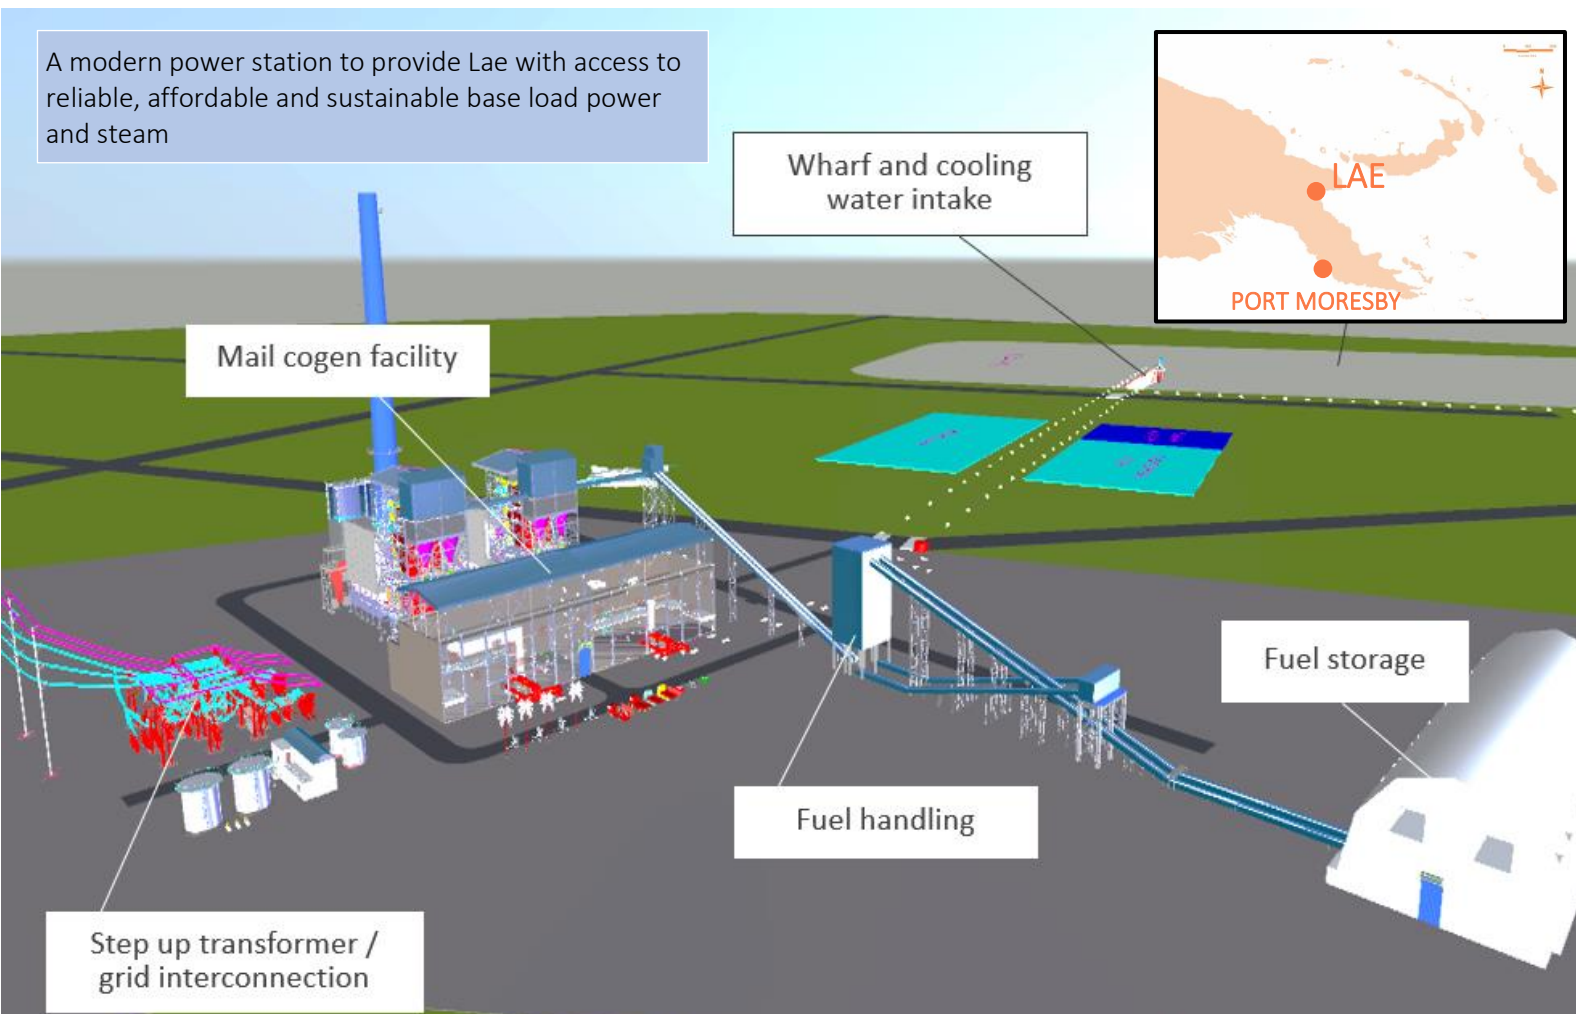 A modern power station to provide Lae with access to
reliable, affordable and sustainable base load power
and steam
Wharf and cooling
water intake
LAE
PORT MORESBY
Mail cogen facility
Fuel storage
Fuel handling
Step up transformer /
grid interconnection